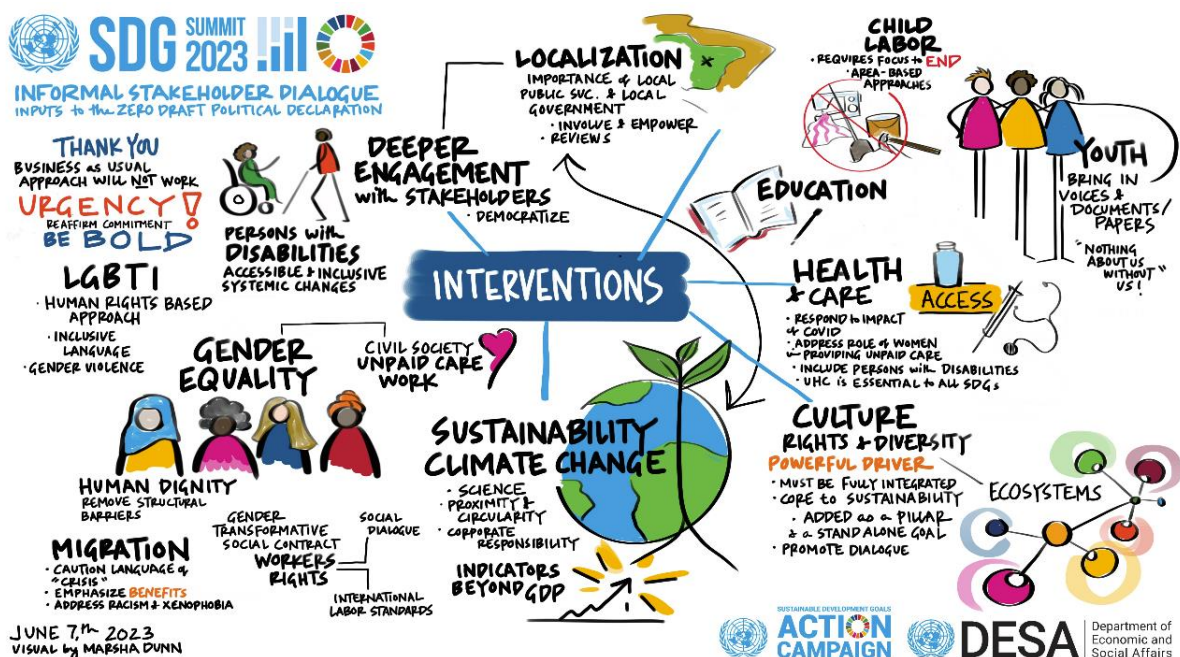 SDG SUMMIT 2023
INFORMAL STAKEHOLDER DIALOGUE
INPUTS to the ZERO DRAFT POLITICAL DECLARATION
THANK YOU
BUSINESS as USUAL
APPROACH WILL NOT WORK
URGENCY!
REAFFIRM COMMITMENT
BE BOLD
PERSONS with
DISABILITIES
ACCESSIBLE & INCLUSIVE
SYSTEMIC CHANGES
LGBTI
· HUMAN RIGHTS BASED
APPROACH
· INCLUSIVE
LANGUAGE
· GENDER VIOLENCE
DEEPER
ENGAGEMENT
with STAKEHOLDERS
· DEMOCRATIZE
LOCALIZATION
IMPORTANCE of LOCAL
PUBLIC SVC. & LOCAL
GOVERNMENT
· INVOLVE & EMPOWER
· REVIEWS
CHILD
LABOR
· REQUIRES FOCUS to END
· AREA-BASED
APPROACHES
YOUTH
BRING IN
VOICES &
DOCUMENTS/
PAPERS
"NOTHING
ABOUT US
WITHOUT"
US!
EDUCATION
INTERVENTIONS
HEALTH
& CARE
ACCESS
· RESPOND to IMPACT
of COVID
· ADDRESS ROLE of WOMEN
PROVIDING UNPAID CARE
· INCLUDE PERSONS with DISABILITIES
· UHC is ESSENTIAL to ALL SDGs
GENDER
EQUALITY
CIVIL SOCIETY
UNPAID CARE
WORK
HUMAN DIGNITY
REMOVE STRUCTURAL
BARRIERS
SUSTAINABILITY
CLIMATE CHANGE
· SCIENCE
· PROXIMITY &
CIRCULARITY
· CORPORATE
RESPONSIBILITY
INDICATORS
BEYOND GDP
CULTURE
RIGHTS & DIVERSITY
POWERFUL DRIVER
· MUST BE FULLY INTEGRATED
· CORE to SUSTAINABILITY
· ADDED as a PILLAR
& a STAND ALONE GOAL
· PROMOTE DIALOGUE
ECOSYSTEMS
MIGRATION
· CAUTION LANGUAGE of
"CRISIS"
· EMPHASIZE BENEFITS
· ADDRESS RACISM & XENOPHOBIA
GENDER
TRANSFORMATIVE
SOCIAL CONTRACT
WORKERS
RIGHTS
SOCIAL
DIALOGUE
INTERNATIONAL
LABOR STANDARDS
JUNE 7,th 2023
VISUAL by MARSHA DUNN
SUSTAINABLE DEVELOPMENT GOALS
ACTION
CAMPAIGN
DESA
Department of
Economic and
Social Affairs